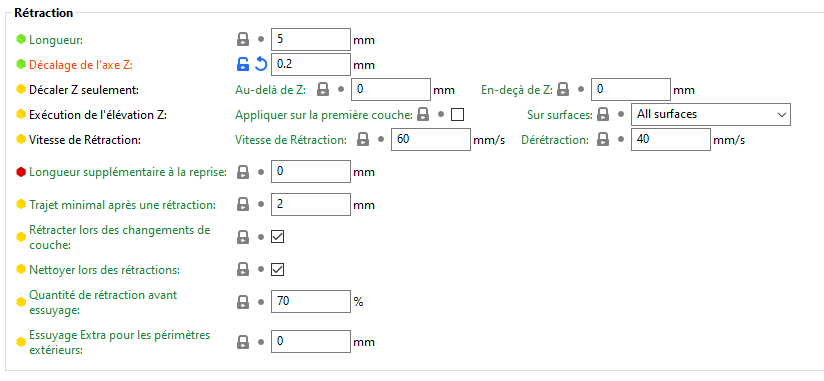 Rétraction
Longueur: 5 mm
Décalage de l'axe Z: 0.2 mm
Décaler Z seulement: Au-delà de Z: 0 mm En-deçà de Z: 0 mm
Exécution de l'élévation Z: Appliquer sur la première couche: Sur surfaces: All surfaces
Vitesse de Rétraction: Vitesse de Rétraction: 60 mm/s Dérétraction: 40 mm/s
Longueur supplémentaire à la reprise: 0 mm
Trajet minimal après une rétraction: 2 mm
Rétracter lors des changements de
couche:
Nettoyer lors des rétractions:
Quantité de rétraction avant
essuyage: 70 %
Essuyage Extra pour les périmètres
extérieurs: 0 mm